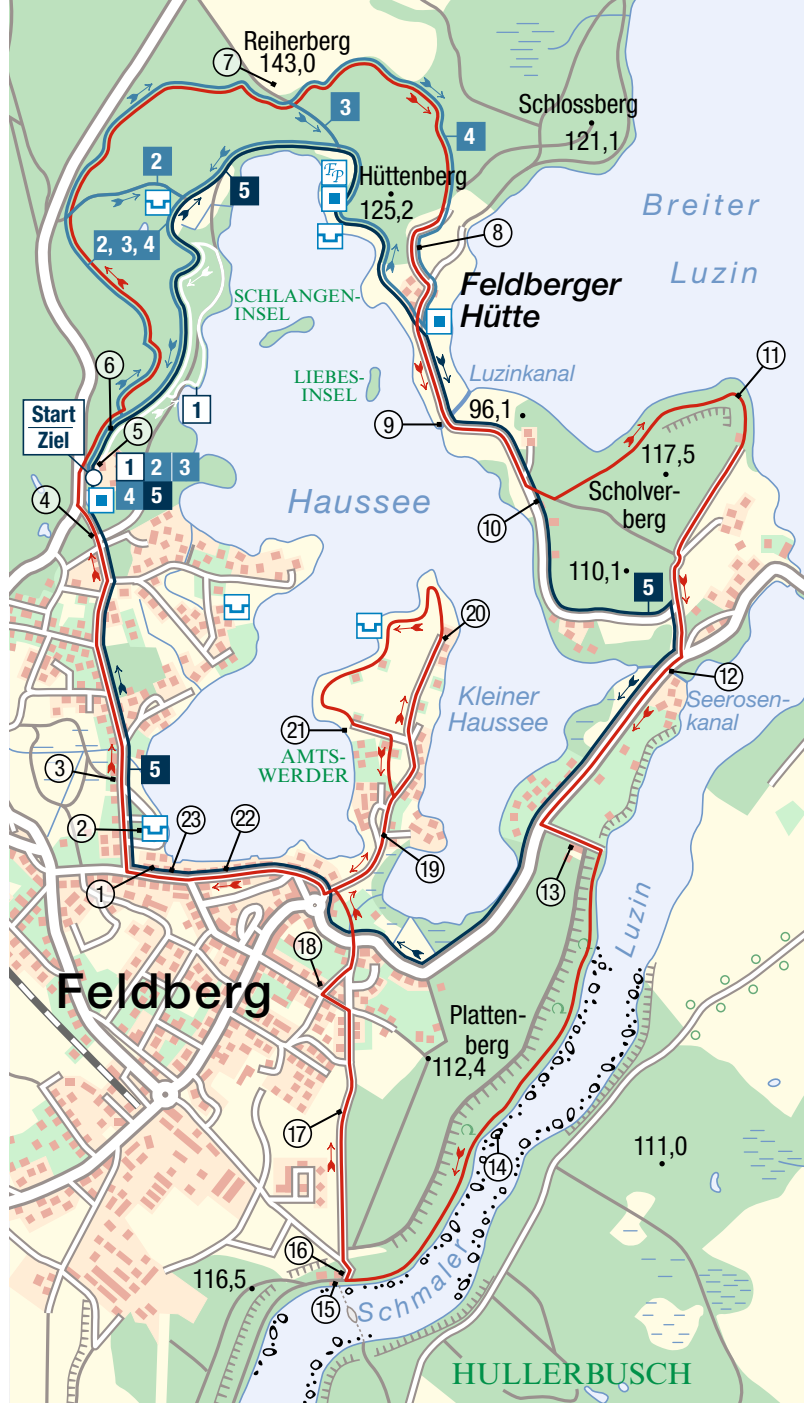 Reiherberg
7
143,0
3
Schlossberg
4
121,1
2
FP
5
Hüttenberg
125,2
Breiter
8
2, 3, 4
Luzin
SCHLANGEN-
INSEL
Feldberger
Hütte
6
LIEBES-
INSEL
Luzinkanal
11
Start
Ziel
1
96,1
5
9
1 2 3
4 5
117,5
Scholver-
berg
4
Haussee
10
110,1
5
20
12
Kleiner
Haussee
Seerosen-
kanal
21
AMTS-
WERDER
3
5
2
23
22
19
13
1
Luzin
18
Feldberg
Platten-
berg
112,4
17
14
111,0
16
116,5
15
Schmaler
HULLERBUSCH